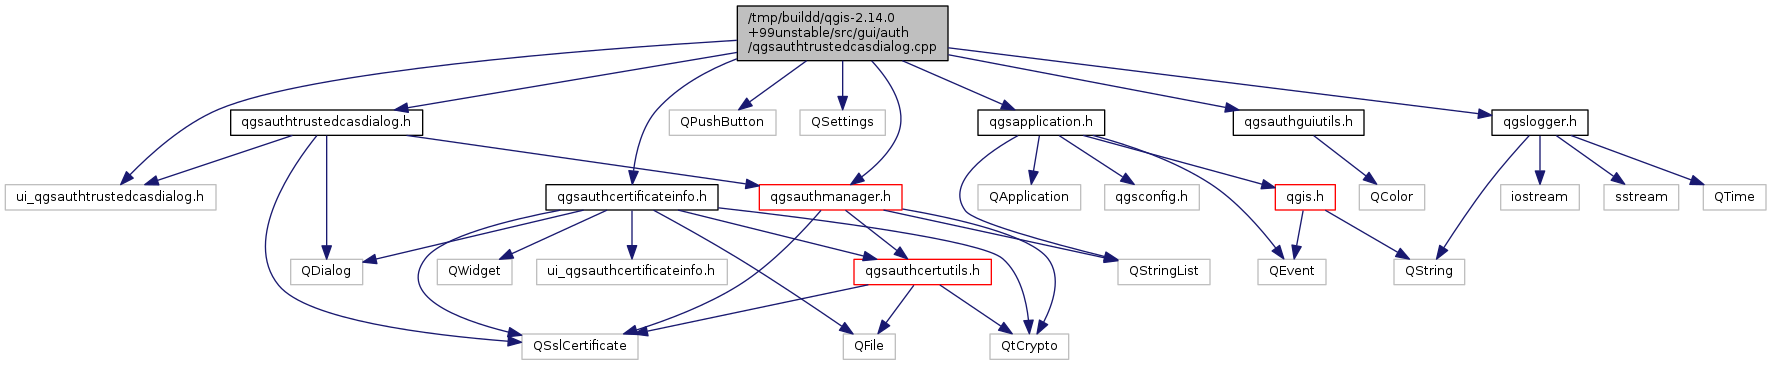 /tmp/buildd/qgis-2.14.0
+99unstable/src/gui/auth
/qgsauthtrustedcasdialog.cpp
qgsauthtrustedcasdialog.h
QPushButton
QSettings
qgsapplication.h
qgsauthguiutils.h
qgslogger.h
ui_qgsauthtrustedcasdialog.h
qgsauthcertificateinfo.h
qgsauthmanager.h
QApplication
qgsconfig.h
qgis.h
QColor
iostream
sstream
QTime
QDialog
QWidget
ui_qgsauthcertificateinfo.h
qgsauthcertutils.h
QStringList
QEvent
QString
QSslCertificate
QFile
QtCrypto